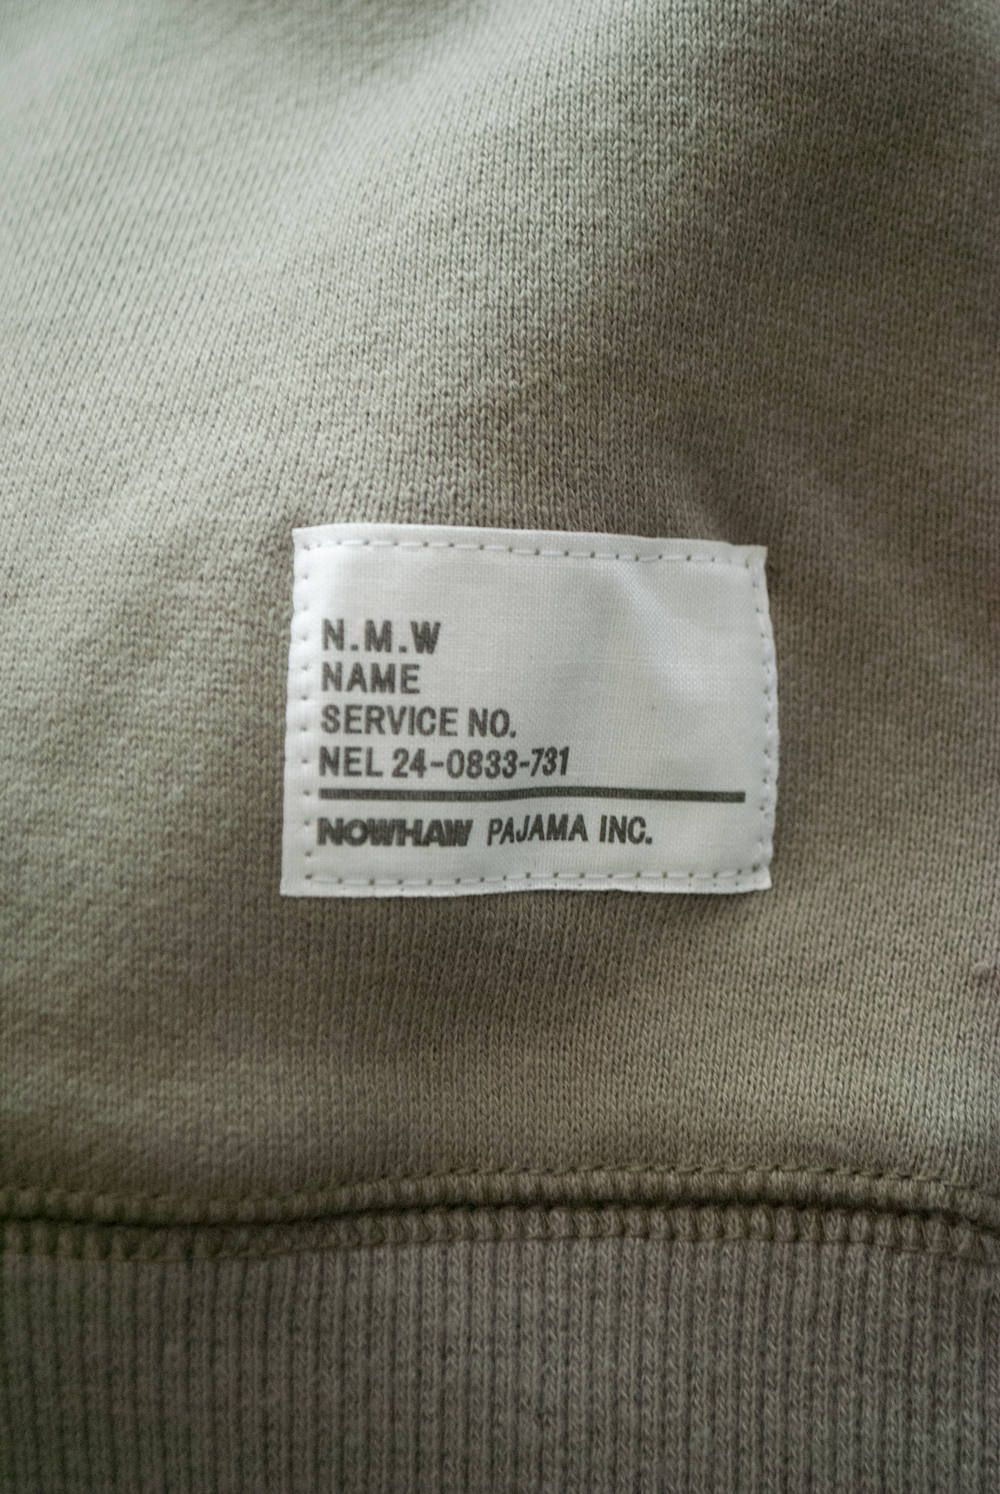 N.M.W
NAME
SERVICE NO.
NEL 24-0833-731
NOWHAW PAJAMA INC.